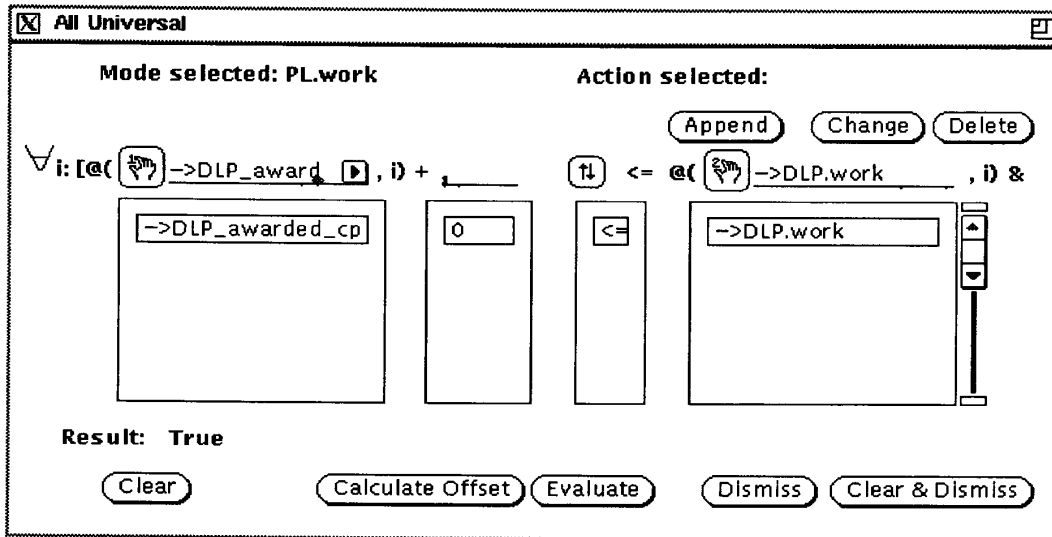 All Universal
Mode selected: PL.work Action selected:
Append Change Delete
∀ i: [@( ->DLP_award , i) + <= @( ->DLP.work , i) &
->DLP_awarded_cp 0 <= ->DLP.work
Result: True
Clear Calculate Offset Evaluate Dismiss Clear & Dismiss